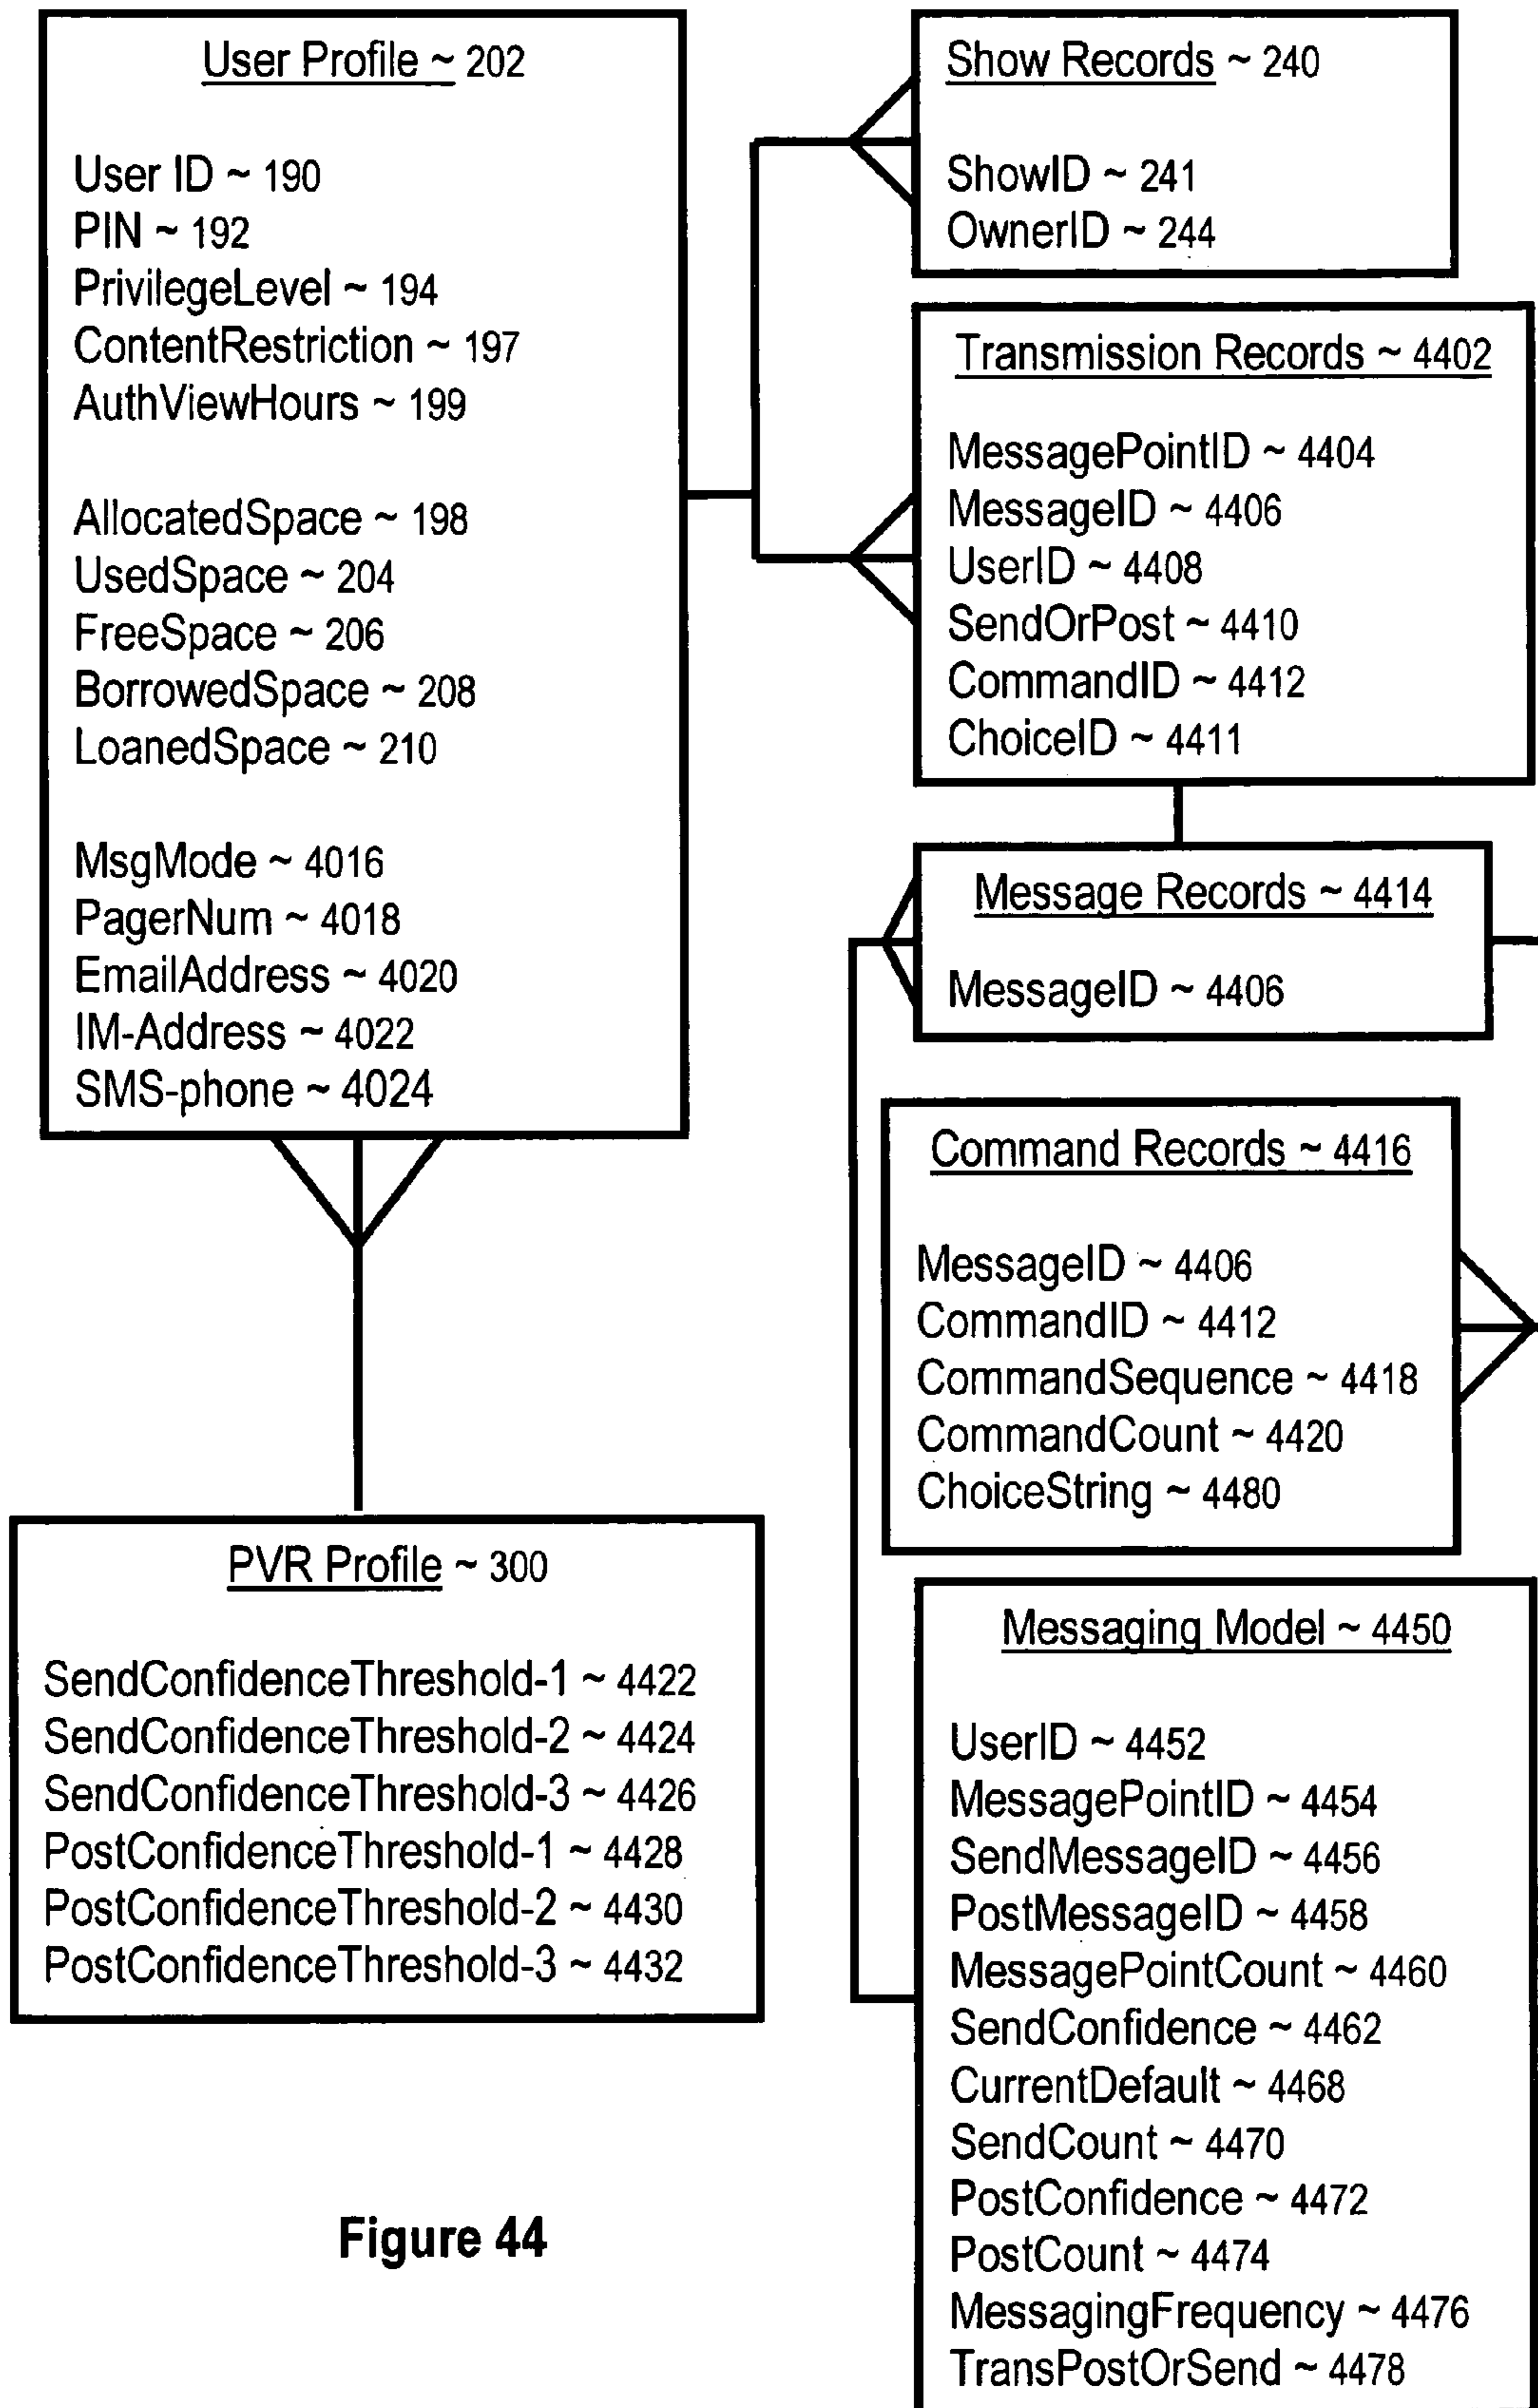 User Profile ~ 202
User ID ~ 190
PIN ~ 192
PrivilegeLevel ~ 194
ContentRestriction ~ 197
AuthViewHours ~ 199
AllocatedSpace ~ 198
UsedSpace ~ 204
FreeSpace ~ 206
BorrowedSpace ~ 208
LoanedSpace ~ 210
MsgMode ~ 4016
PagerNum ~ 4018
EmailAddress ~ 4020
IM-Address ~ 4022
SMS-phone ~ 4024
PVR Profile ~ 300
SendConfidenceThreshold-1 ~ 4422
SendConfidenceThreshold-2 ~ 4424
SendConfidenceThreshold-3 ~ 4426
PostConfidenceThreshold-1 ~ 4428
PostConfidenceThreshold-2 ~ 4430
PostConfidenceThreshold-3 ~ 4432
Show Records ~ 240
ShowID ~ 241
OwnerID ~ 244
Transmission Records ~ 4402
MessagePointID ~ 4404
MessageID ~ 4406
UserID ~ 4408
SendOrPost ~ 4410
CommandID ~ 4412
ChoiceID ~ 4411
Message Records ~ 4414
MessageID ~ 4406
Command Records ~ 4416
MessageID ~ 4406
CommandID ~ 4412
CommandSequence ~ 4418
CommandCount ~ 4420
ChoiceString ~ 4480
Messaging Model ~ 4450
UserID ~ 4452
MessagePointID ~ 4454
SendMessageID ~ 4456
PostMessageID ~ 4458
MessagePointCount ~ 4460
SendConfidence ~ 4462
CurrentDefault ~ 4468
SendCount ~ 4470
PostConfidence ~ 4472
PostCount ~ 4474
MessagingFrequency ~ 4476
TransPostOrSend ~ 4478
Figure 44